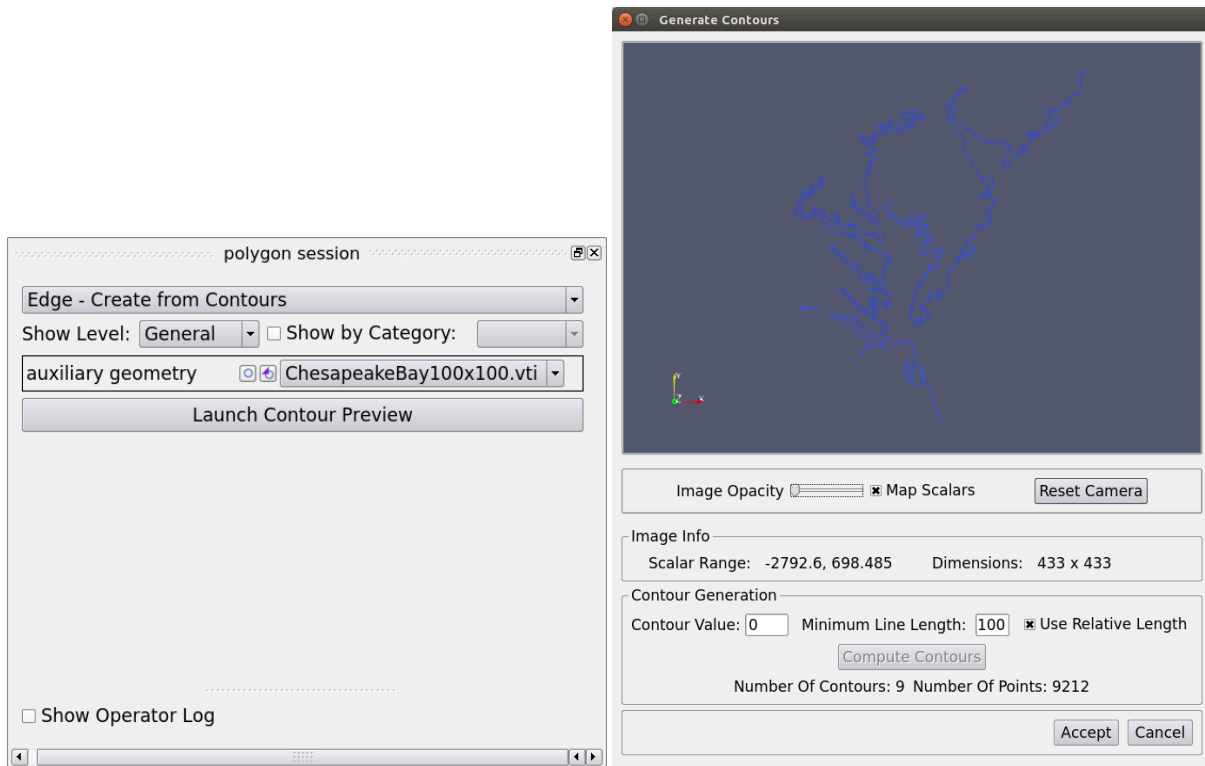 polygon session
Edge - Create from Contours
Show Level: General Show by Category:
auxiliary geometry ChesapeakeBay100x100.vti
Launch Contour Preview
Show Operator Log
Generate Contours
Y
Z X
Image Opacity Map Scalars Reset Camera
Image Info
Scalar Range: -2792.6, 698.485 Dimensions: 433 x 433
Contour Generation
Contour Value: 0 Minimum Line Length: 100 Use Relative Length
Compute Contours
Number Of Contours: 9 Number Of Points: 9212
Accept Cancel